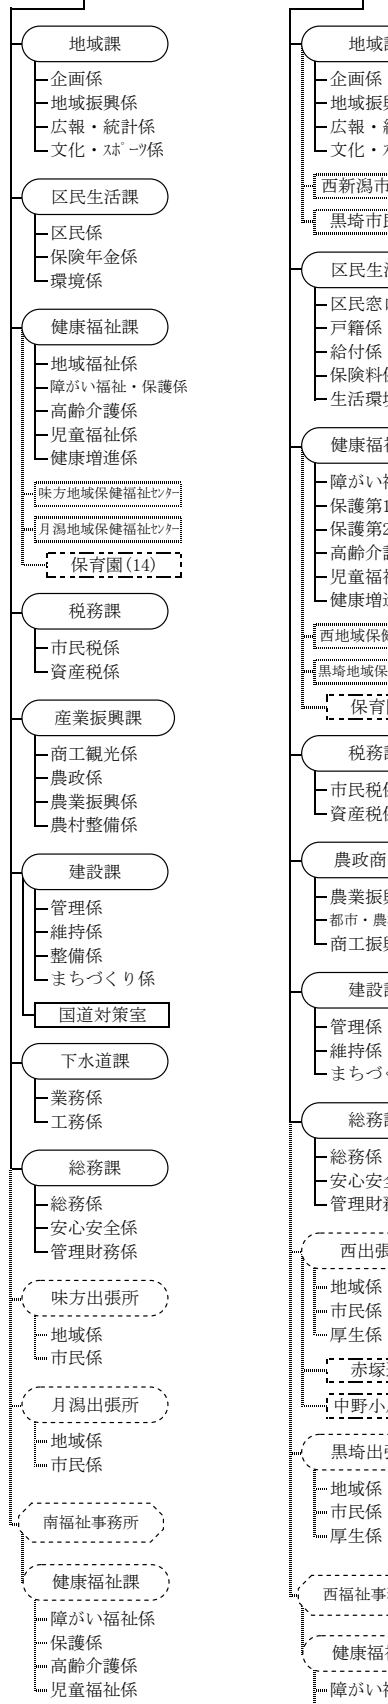 地域課
企画係
地域振興係
広報・統計係
文化・ｽﾎﾟｰﾂ係
区民生活課
区民係
保険年金係
環境係
健康福祉課
地域福祉係
障がい福祉・保護係
高齢介護係
児童福祉係
健康増進係
味方地域保健福祉ｾﾝﾀｰ
月潟地域保健福祉ｾﾝﾀｰ
保育園(14)
税務課
市民税係
資産税係
産業振興課
商工観光係
農政係
農業振興係
農村整備係
建設課
管理係
維持係
整備係
まちづくり係
国道対策室
下水道課
業務係
工務係
総務課
総務係
安心安全係
管理財務係
味方出張所
地域係
市民係
月潟出張所
地域係
市民係
南福祉事務所
健康福祉課
障がい福祉係
保護係
高齢介護係
児童福祉係
地域
企画係
地域振
広報・
文化・
西新潟市
黒埼市
区民生
区民窓
戸籍係
給付係
保険料
生活環
健康福
障がい
保護第
保護第
高齢介
児童福
健康増
西地域保
黒埼地域保
保育
税務
市民税
資産税
農政商
農業振
都市・農
商工振
建設
管理係
維持係
まちづ
総務
総務係
安心安
管理財
西出張
地域係
市民係
厚生係
赤塚
中野小
黒埼出
地域係
市民係
厚生係
西福祉事
健康福
障がい